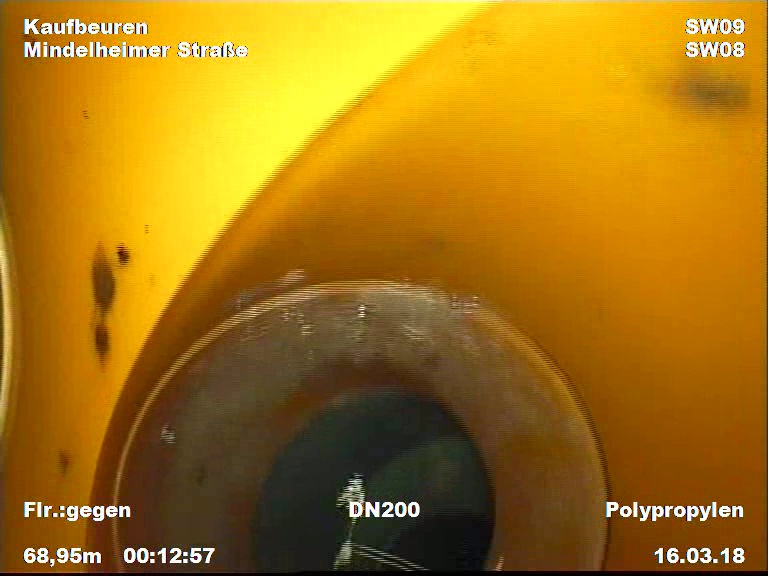 Kaufbeuren
SW09
Mindelheimer Straße
SW08
Flr.:gegen
DN200
Polypropylen
68,95m
00:12:57
16.03.18